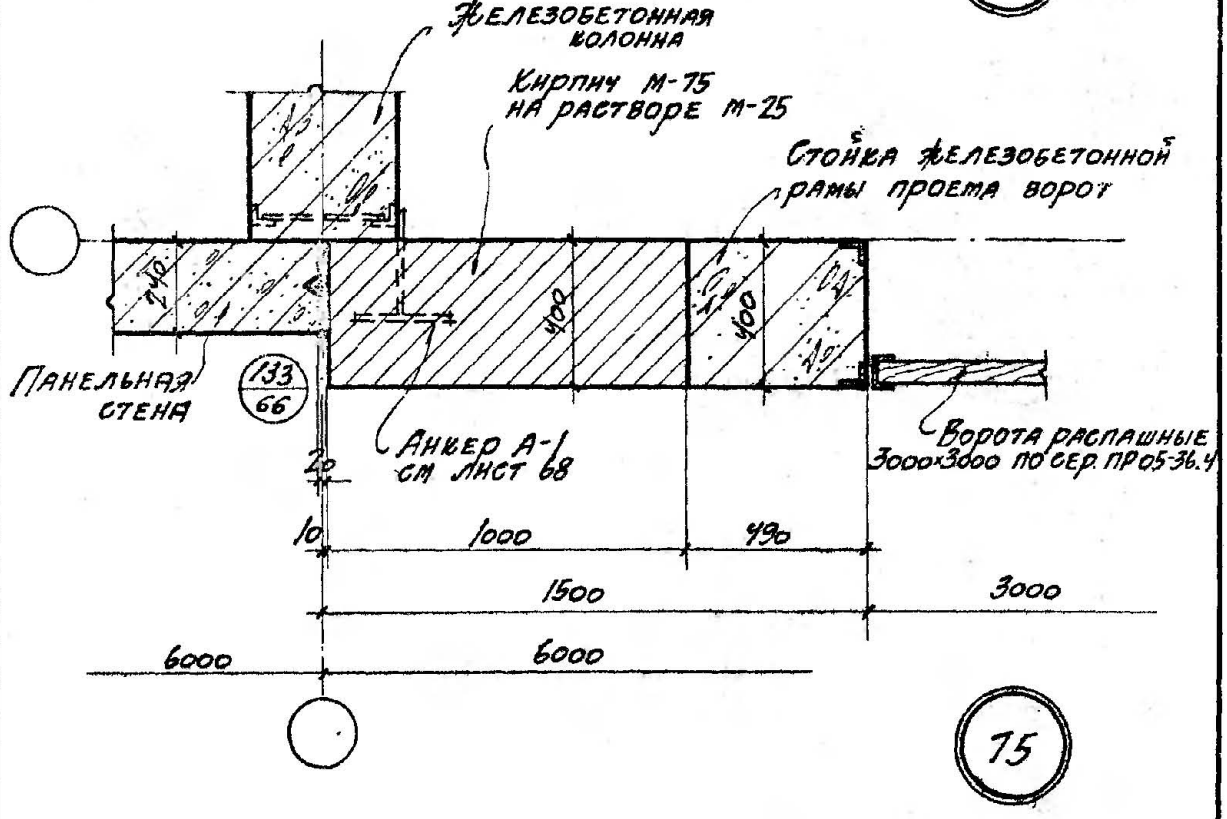 ЖЕЛЕЗОБЕТОННАЯ
КОЛОННА
КИРПИЧ М-75
НА РАСТВОРЕ М-25
СТОЙКА ЖЕЛЕЗОБЕТОННОЙ
РАМЫ ПРОЕМА ВОРОТ
240
400
400
ПАНЕЛЬНАЯ
СТЕНА
133
66
АНКЕР А-1
СМ ЛИСТ 68
ВОРОТА РАСПАШНЫЕ
3000×3000 ПО СЕР. ПР05-36.4
20
10
1000
490
1500
3000
6000
6000
75